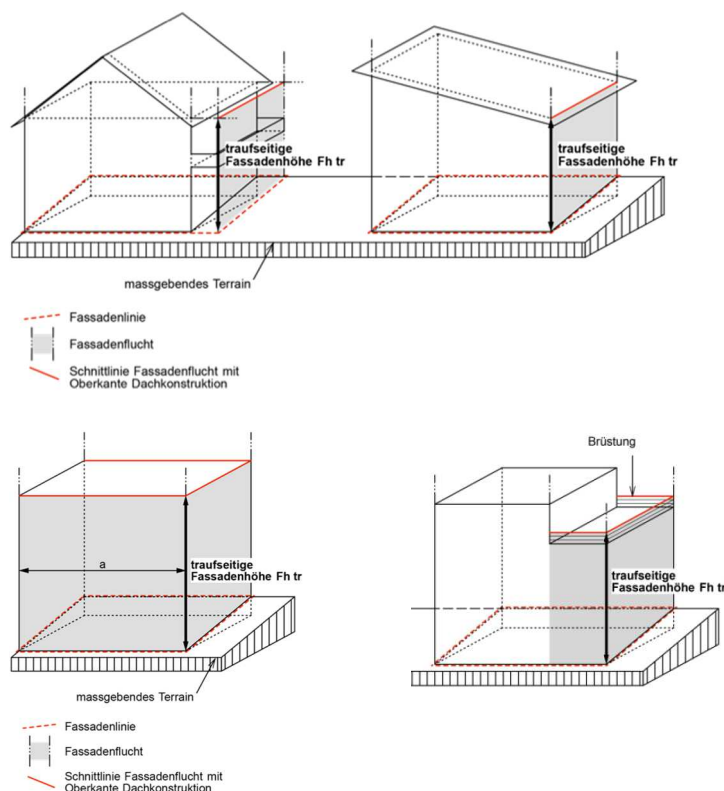 traufseitige
Fassadenhöhe Fh tr
traufseitige
Fassadenhöhe Fh tr
massgebendes Terrain
Fassadenlinie
Fassadenflucht
Schnittlinie Fassadenflucht mit
Oberkante Dachkonstruktion
a
traufseitige
Fassadenhöhe Fh tr
massgebendes Terrain
Fassadenlinie
Fassadenflucht
Schnittlinie Fassadenflucht mit
Oberkante Dachkonstruktion
Brüstung
traufseitige
Fassadenhöhe Fh tr